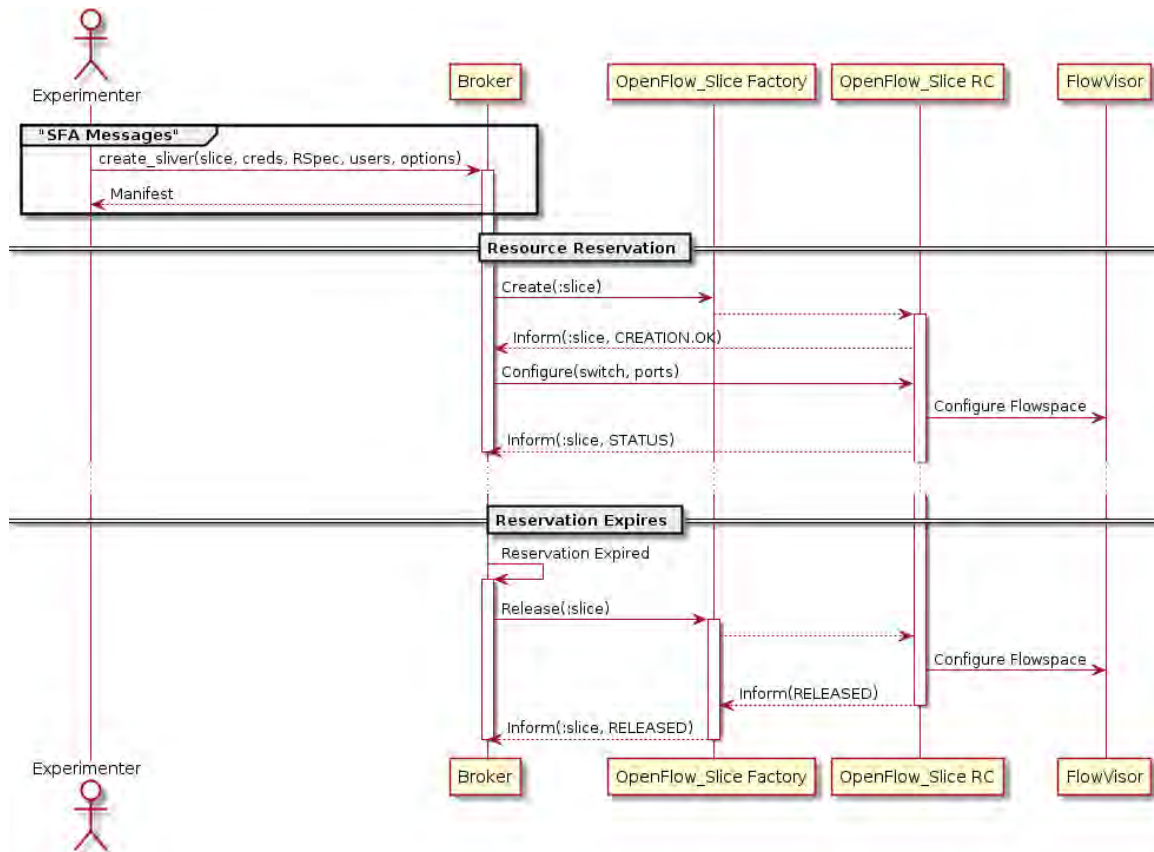 Experimenter
Broker
OpenFlow_Slice Factory
OpenFlow_Slice RC
FlowVisor
"SFA Messages"
create_sliver(slice, creds, RSpec, users, options)
Manifest
Resource Reservation
Create(:slice)
Inform(:slice, CREATION.OK)
Configure(switch, ports)
Configure Flowspace
Inform(:slice, STATUS)
Reservation Expires
Reservation Expired
Release(:slice)
Configure Flowspace
Inform(RELEASED)
Inform(:slice, RELEASED)
Experimenter
Broker
OpenFlow_Slice Factory
OpenFlow_Slice RC
FlowVisor